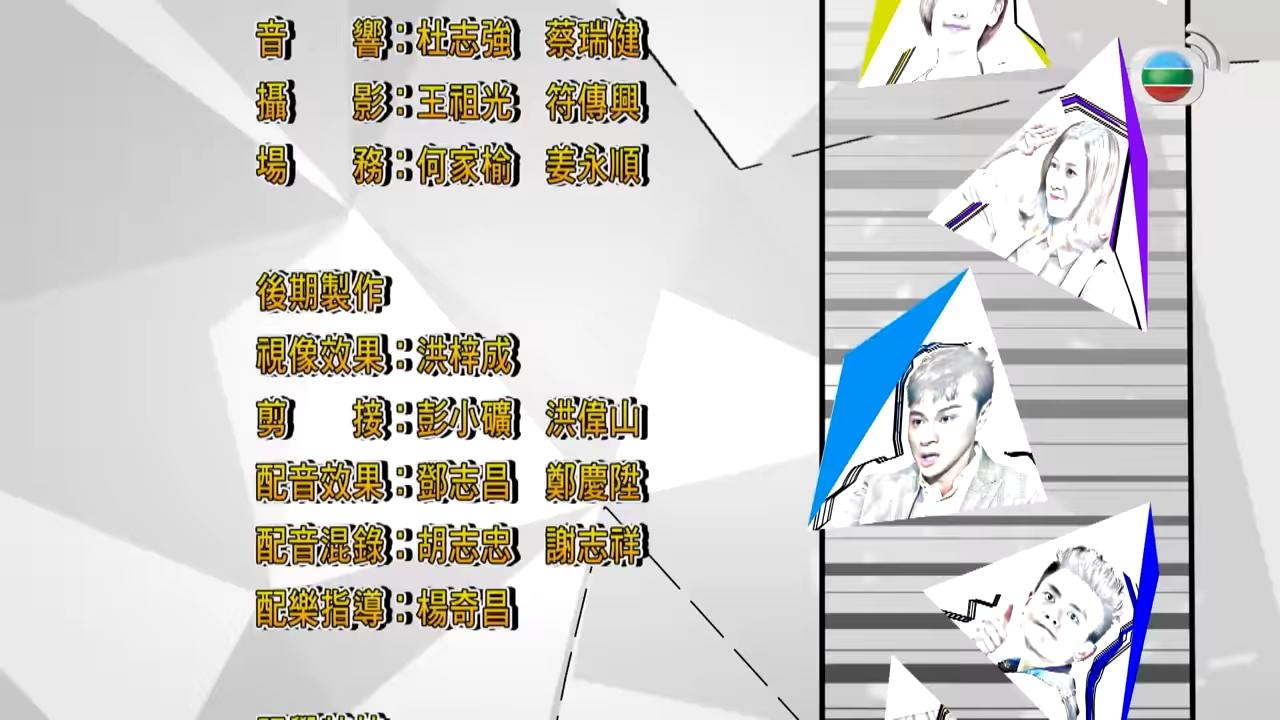 音 響：杜志強 蔡瑞健
攝 影：王祖光 符傳興
場 務：何家榆 姜永順
後期製作
視像效果：洪梓成
剪 接：彭小礦 洪偉山
配音效果：鄧志昌 鄭慶陞
配音混錄：胡志忠 謝志祥
配樂指導：楊奇昌